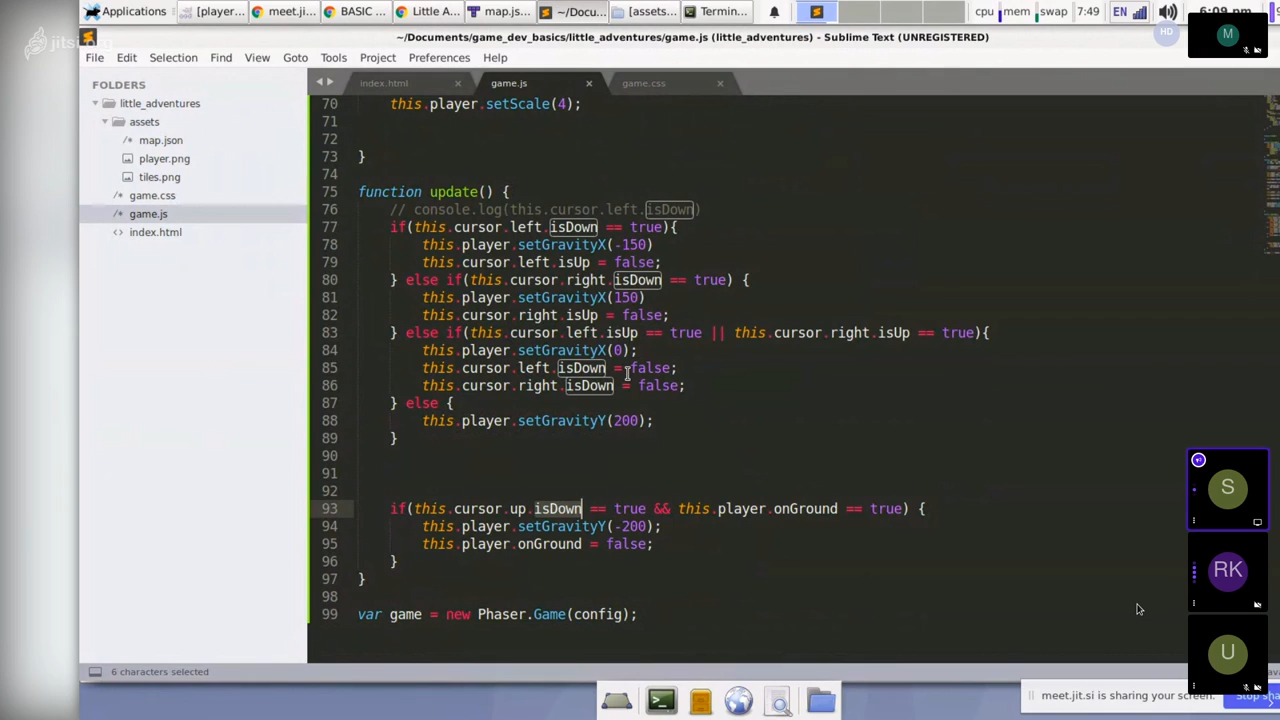 Applications
[player...
meet.ji...
BASIC ...
Little A...
map.js...
~/Docu...
[assets...
Termin...
cpu
mem
swap
7:49
EN
06:09 pm
jitsi.org
~/Documents/game_dev_basics/little_adventures/game.js (little_adventures) - Sublime Text (UNREGISTERED)
HD
M
File Edit Selection Find View Goto Tools Project Preferences Help
FOLDERS
little_adventures
assets
/* map.json
player.png
tiles.png
/* game.css
/* game.js
<> index.html
index.html
game.js
game.css
70 this.player.setScale(4);
71
72
73 }
74
75 function update() {
76 // console.log(this.cursor.left.isDown)
77 if(this.cursor.left.isDown == true){
78 this.player.setGravityX(-150)
79 this.cursor.left.isUp = false;
80 } else if(this.cursor.right.isDown == true) {
81 this.player.setGravityX(150)
82 this.cursor.right.isUp = false;
83 } else if(this.cursor.left.isUp == true || this.cursor.right.isUp == true){
84 this.player.setGravityX(0);
85 this.cursor.left.isDown = false;
86 this.cursor.right.isDown = false;
87 } else {
88 this.player.setGravityY(200);
89 }
90
91
92
93 if(this.cursor.up.isDown == true && this.player.onGround == true) {
94 this.player.setGravityY(-200);
95 this.player.onGround = false;
96 }
97 }
98
99 var game = new Phaser.Game(config);
S
RK
U
6 characters selected
meet.jit.si is sharing your screen.
Stop sha